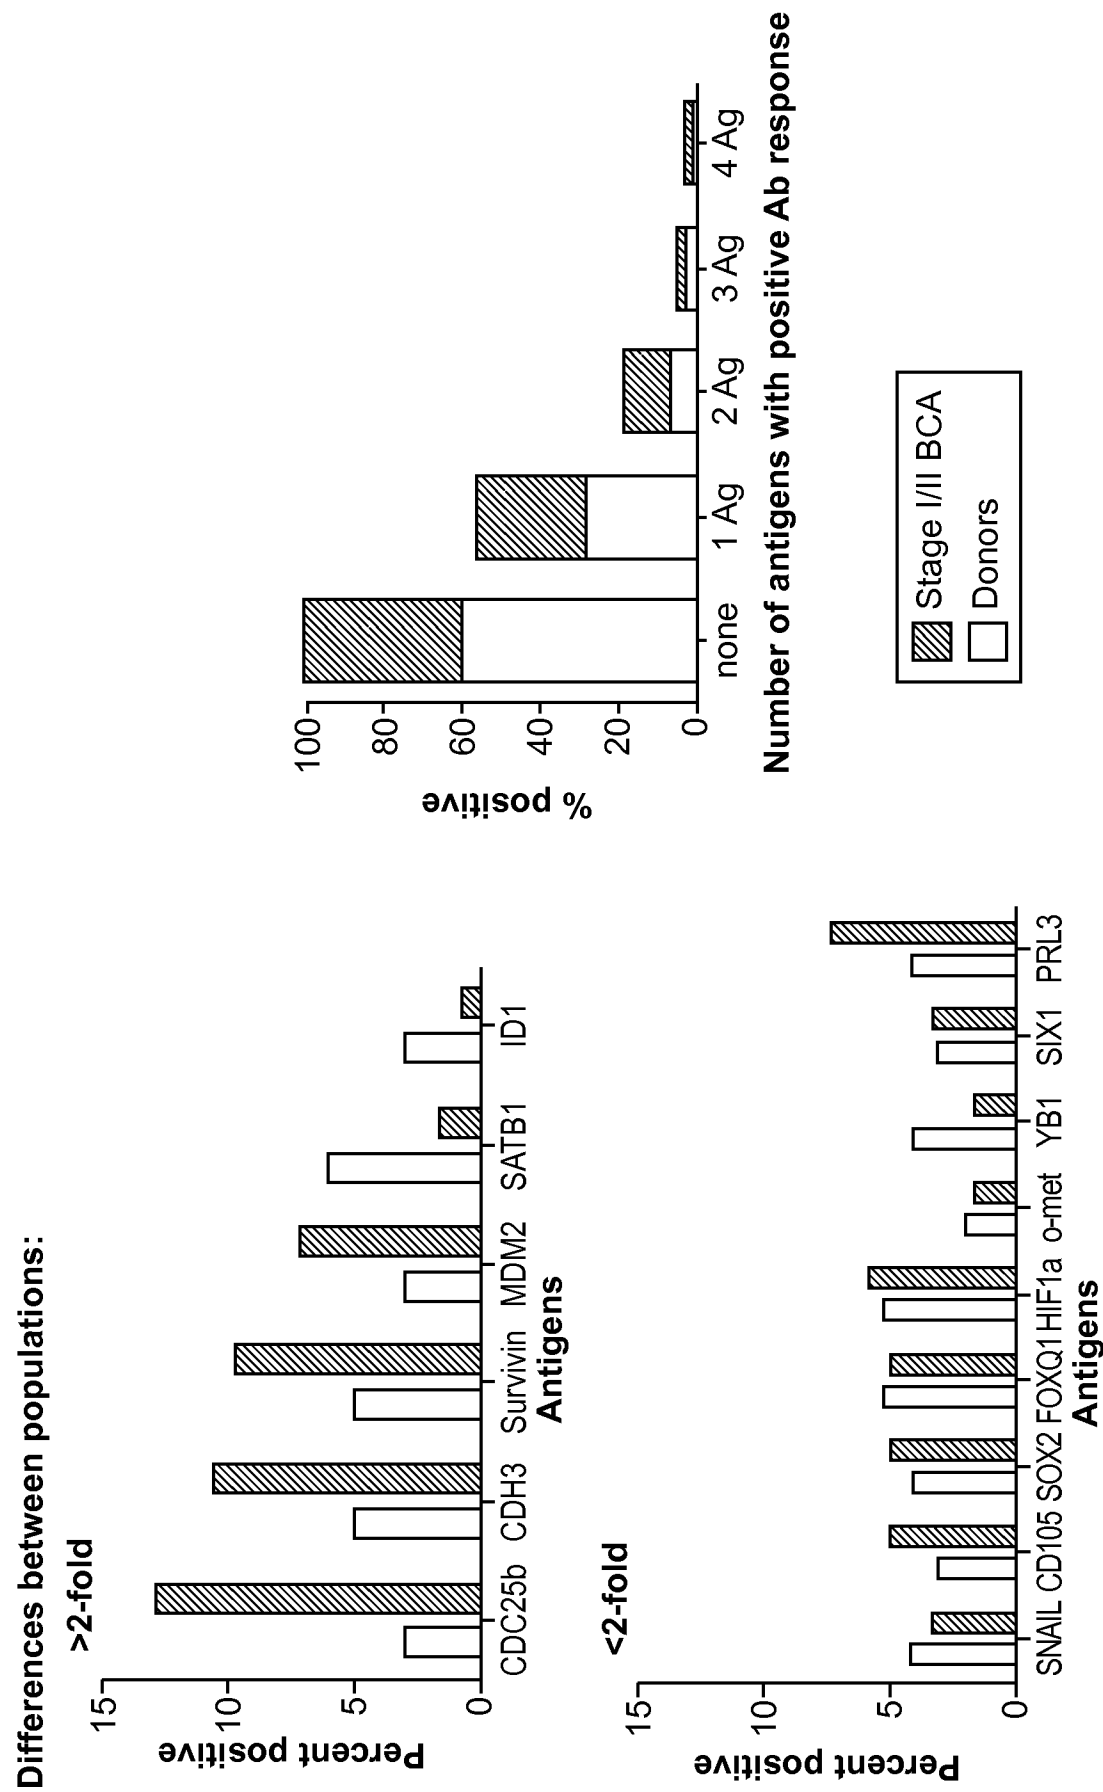 Differences between populations:
>2-fold
Percent positive
15
10
5
0
CDC25b CDH3 Survivin MDM2 SATB1 ID1
Antigens
<2-fold
Percent positive
15
10
5
0
SNAIL CD105 SOX2 FOXQ1 HIF1a o-met YB1 SIX1 PRL3
Antigens
% positive
100
80
60
40
20
0
none 1 Ag 2 Ag 3 Ag 4 Ag
Number of antigens with positive Ab response
Stage I/II BCA
Donors